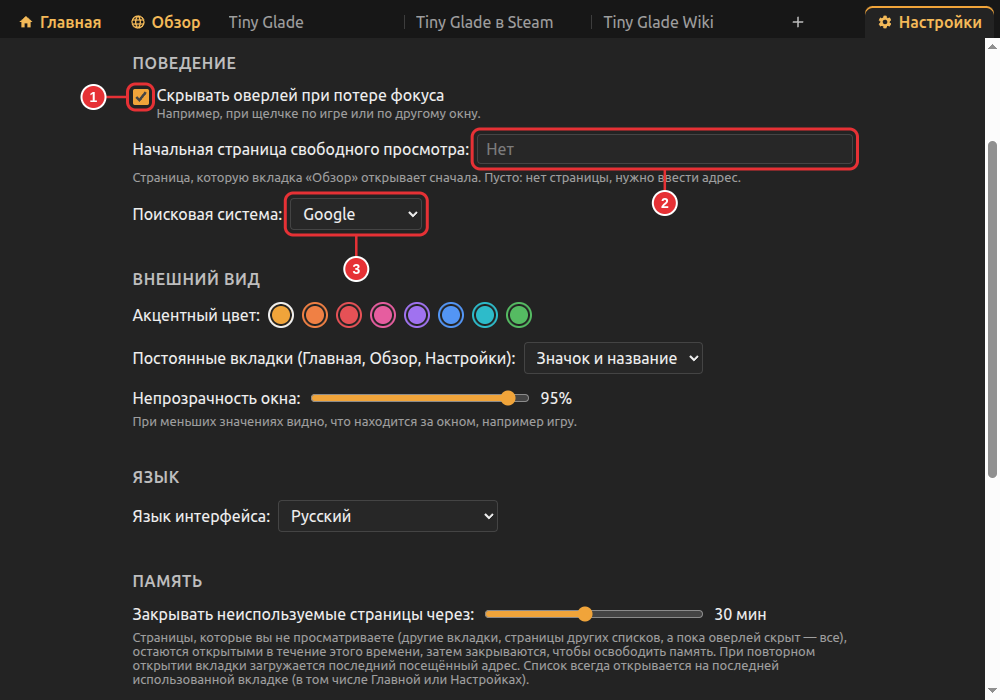 Главная Обзор Tiny Glade Tiny Glade в Steam Tiny Glade Wiki + Настройки
ПОВЕДЕНИЕ
1 Скрывать оверлей при потере фокуса
Например, при щелчке по игре или по другому окну.
Начальная страница свободного просмотра: Нет
Страница, которую вкладка «Обзор» открывает сначала. Пусто: нет страницы, нужно ввести адрес.
2
Поисковая система: Google
3
ВНЕШНИЙ ВИД
Акцентный цвет:
Постоянные вкладки (Главная, Обзор, Настройки): Значок и название
Непрозрачность окна: 95%
При меньших значениях видно, что находится за окном, например игру.
ЯЗЫК
Язык интерфейса: Русский
ПАМЯТЬ
Закрывать неиспользуемые страницы через: 30 мин
Страницы, которые вы не просматриваете (другие вкладки, страницы других списков, а пока оверлей скрыт — все),
остаются открытыми в течение этого времени, затем закрываются, чтобы освободить память. При повторном
открытии вкладки загружается последний посещённый адрес. Список всегда открывается на последней
использованной вкладке (в том числе Главной или Настройках).